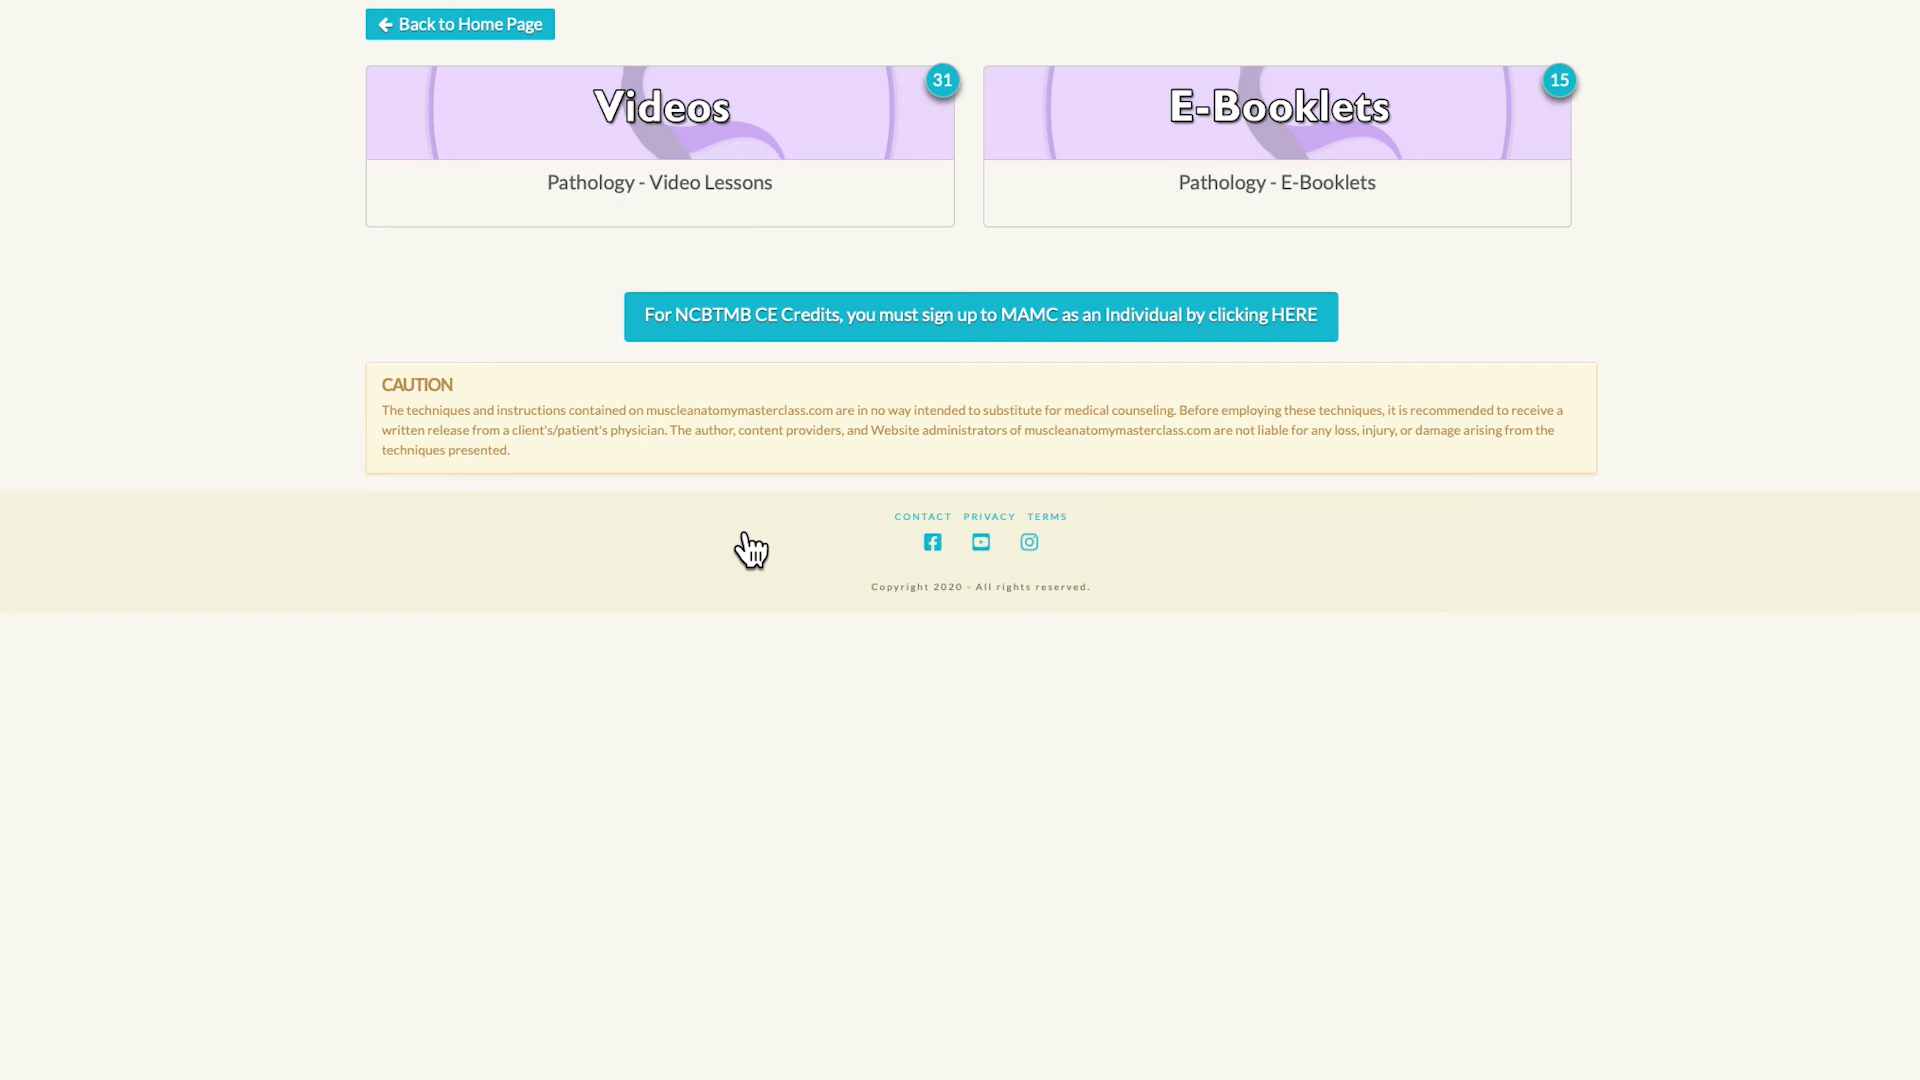 Back to Home Page
Videos
31
Pathology - Video Lessons
E-Booklets
15
Pathology - E-Booklets
For NCBTMB CE Credits, you must sign up to MAMC as an Individual by clicking HERE
CAUTION
The techniques and instructions contained on muscleanatomymasterclass.com are in no way intended to substitute for medical counseling. Before employing these techniques, it is recommended to receive a
written release from a client's/patient's physician. The author, content providers, and Website administrators of muscleanatomymasterclass.com are not liable for any loss, injury, or damage arising from the
techniques presented.
CONTACT PRIVACY TERMS
Copyright 2020 - All rights reserved.